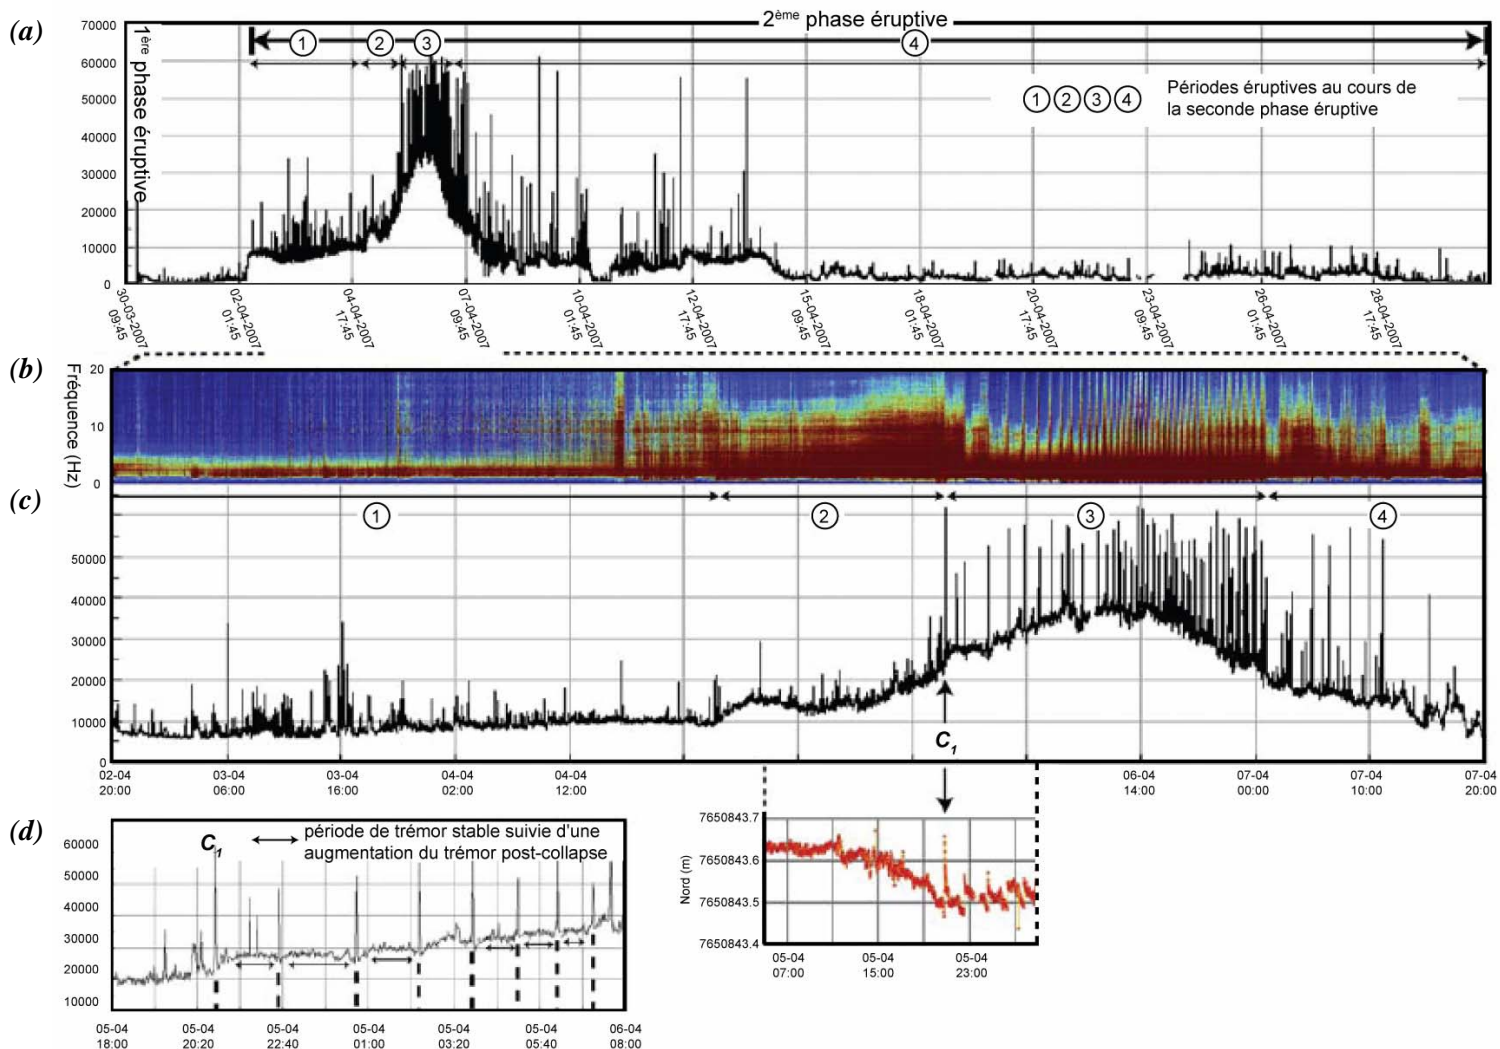 (a)
2ème phase éruptive
1ère phase éruptive
1 2 3 4
1 2 3 4 Périodes éruptives au cours de
la seconde phase éruptive
70000
60000
50000
40000
30000
20000
10000
0
30-03-2007 09:45
02-04-2007 01:45
04-04-2007 17:45
07-04-2007 09:45
10-04-2007 01:45
12-04-2007 17:45
15-04-2007 09:45
18-04-2007 01:45
20-04-2007 17:45
23-04-2007 09:45
26-04-2007 01:45
28-04-2007 17:45
(b)
Fréquence (Hz)
20
10
0
(c)
1 2 3 4
50000
40000
30000
20000
10000
0
C1
02-04 03-04 03-04 04-04 04-04 06-04 07-04 07-04 07-04
20:00 06:00 16:00 02:00 12:00 14:00 00:00 10:00 20:00
(d)
C1 période de trémor stable suivie d'une
augmentation du trémor post-collapse
60000
50000
40000
30000
20000
10000
05-04 05-04 05-04 05-04 05-04 05-04 06-04
18:00 20:20 22:40 01:00 03:20 05:40 08:00
Nord (m)
7650843.7
7650843.6
7650843.5
7650843.4
05-04 05-04 05-04
07:00 15:00 23:00